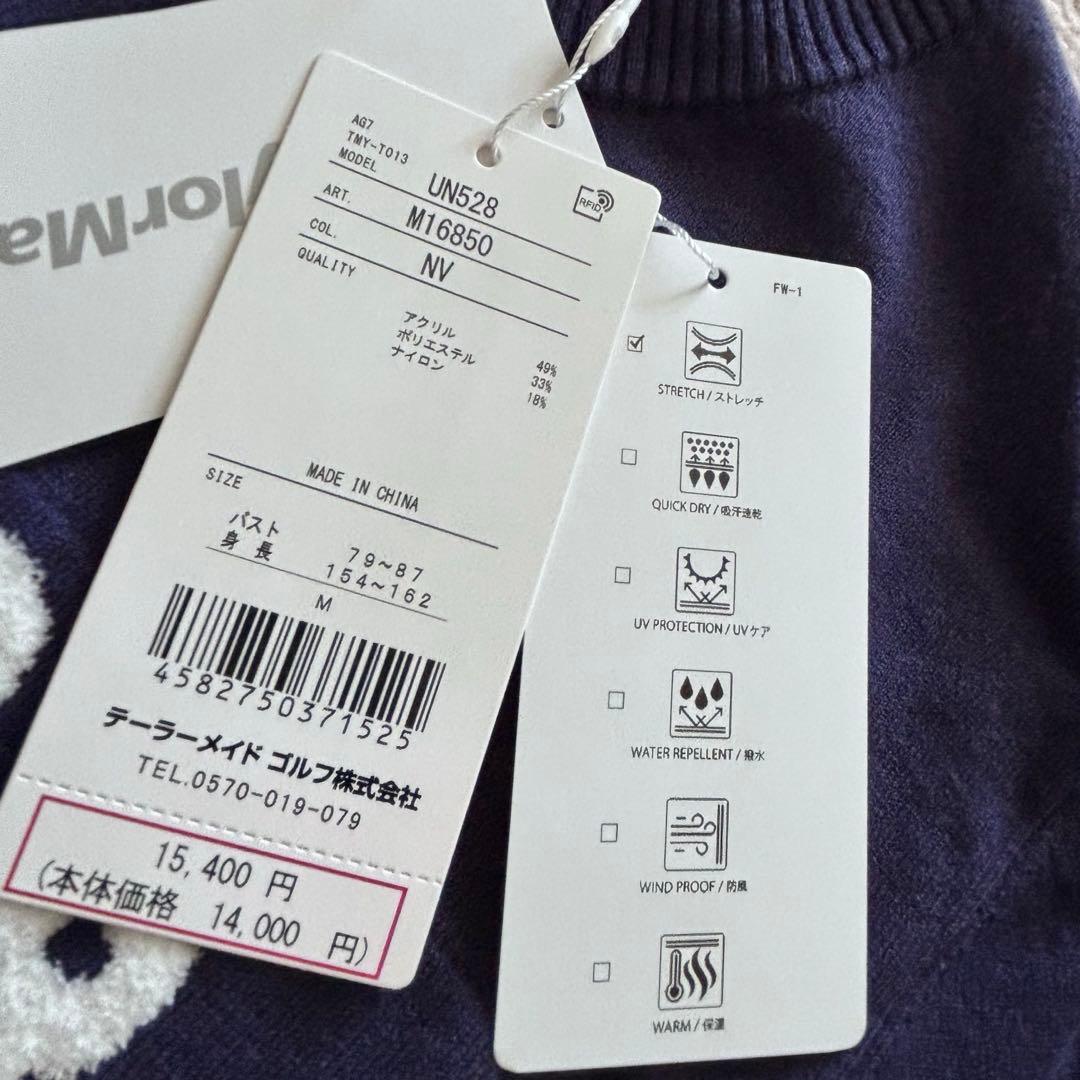 lorMa
AG7
TMY-T013
MODEL UN528
RFID
ART. M16850
COL. NV
QUALITY
アクリル 49%
ポリエステル 33%
ナイロン 18%
MADE IN CHINA
SIZE
バスト 79~87
身長 154~162
M
4582750371525
テーラーメイド ゴルフ株式会社
TEL.0570-019-079
15,400 円
(本体価格 14,000 円)
FW-1
STRETCH / ストレッチ
QUICK DRY / 吸汗速乾
UV PROTECTION / UVケア
WATER REPELLENT / 撥水
WIND PROOF / 防風
WARM / 保温